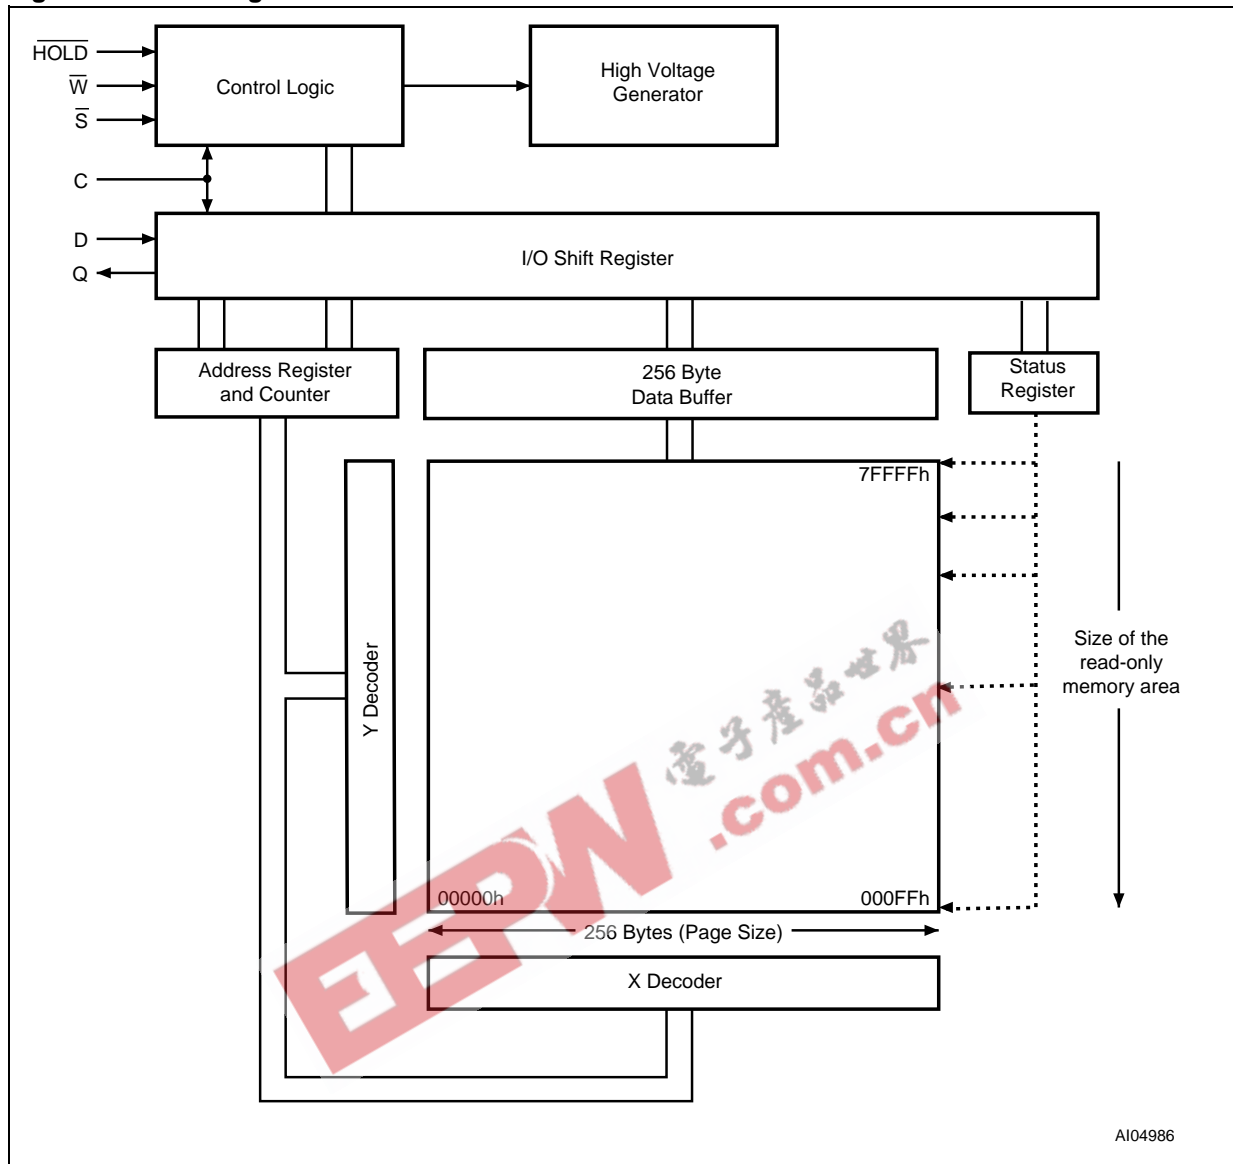 HOLD
W
S
C
D
Q
Control Logic
High Voltage
Generator
I/O Shift Register
Address Register
and Counter
256 Byte
Data Buffer
Status
Register
7FFFFh
Y Decoder
Size of the
read-only
memory area
電子產品世界
.com.cn
EEPW
00000h
000FFh
256 Bytes (Page Size)
X Decoder
AI04986